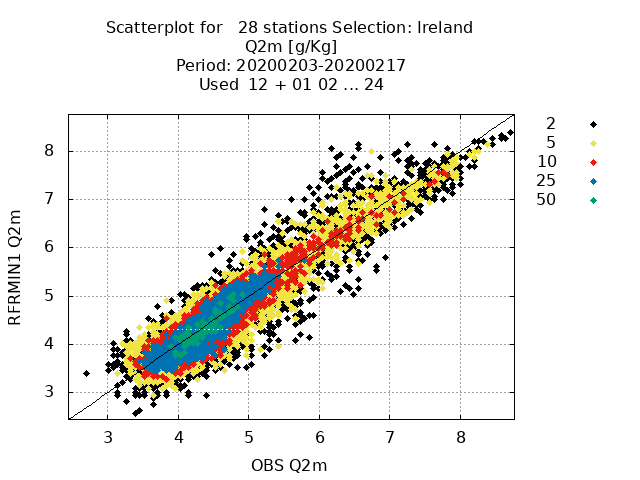 Scatterplot for 28 stations Selection: Ireland
Q2m [g/Kg]
Period: 20200203-20200217
Used 12 + 01 02 ... 24
2
5
10
25
50
8
7
6
5
4
3
RFRMIN1 Q2m
3 4 5 6 7 8
OBS Q2m